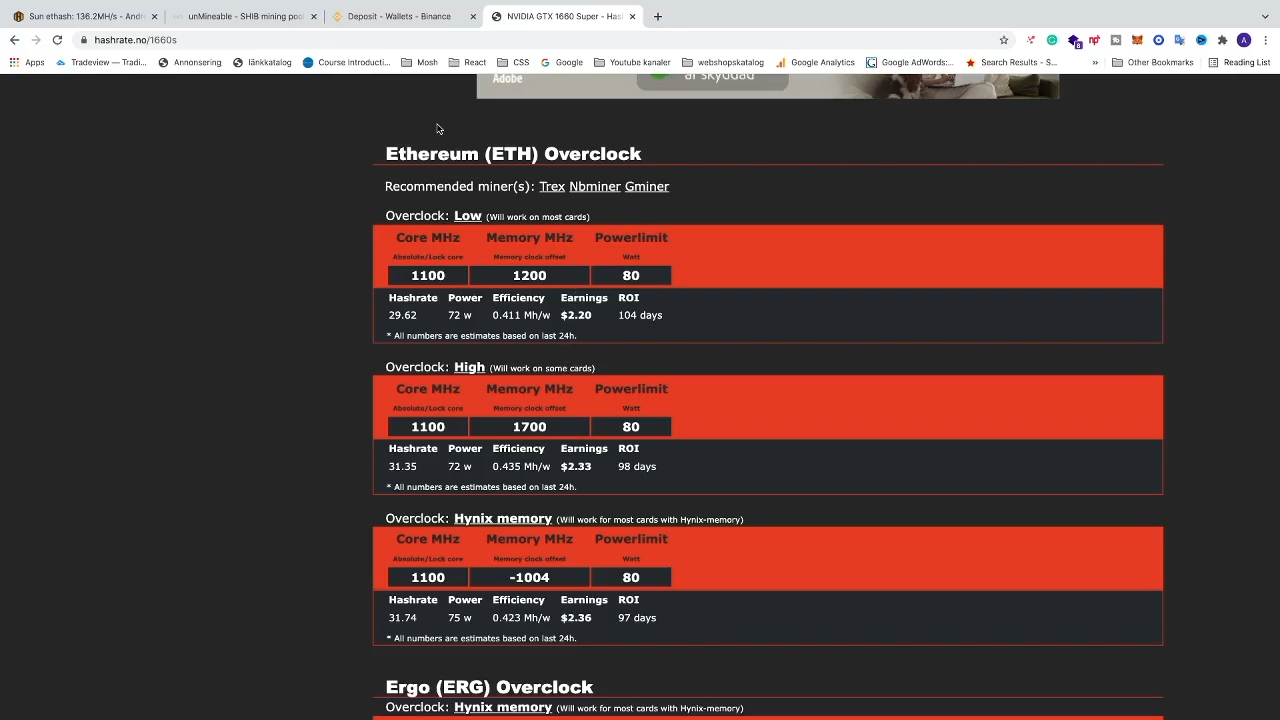 Sun ethash: 136.2MH/s - Andr
unMineable - SHIB mining poo
Deposit - Wallets - Binance
NVIDIA GTX 1660 Super - Hash
hashrate.no/1660s
Apps
Tradeview – Tradi...
Annonsering
länkkatalog
Course Introducti...
Mosh
React
CSS
Google
Youtube kanaler
webshopskatalog
Google Analytics
Google AdWords:...
Search Results - S...
»
Other Bookmarks
Reading List
Adobe
är skyddad
Ethereum (ETH) Overclock
Recommended miner(s): Trex Nbminer Gminer
Overclock: Low (Will work on most cards)
Core MHz Memory MHz Powerlimit
Absolute/Lock core Memory clock offset Watt
1100 1200 80
Hashrate Power Efficiency Earnings ROI
29.62 72 w 0.411 Mh/w $2.20 104 days
* All numbers are estimates based on last 24h.
Overclock: High (Will work on some cards)
Core MHz Memory MHz Powerlimit
Absolute/Lock core Memory clock offset Watt
1100 1700 80
Hashrate Power Efficiency Earnings ROI
31.35 72 w 0.435 Mh/w $2.33 98 days
* All numbers are estimates based on last 24h.
Overclock: Hynix memory (Will work for most cards with Hynix-memory)
Core MHz Memory MHz Powerlimit
Absolute/Lock core Memory clock offset Watt
1100 -1004 80
Hashrate Power Efficiency Earnings ROI
31.74 75 w 0.423 Mh/w $2.36 97 days
* All numbers are estimates based on last 24h.
Ergo (ERG) Overclock
Overclock: Hynix memory (Will work for most cards with Hynix-memory)